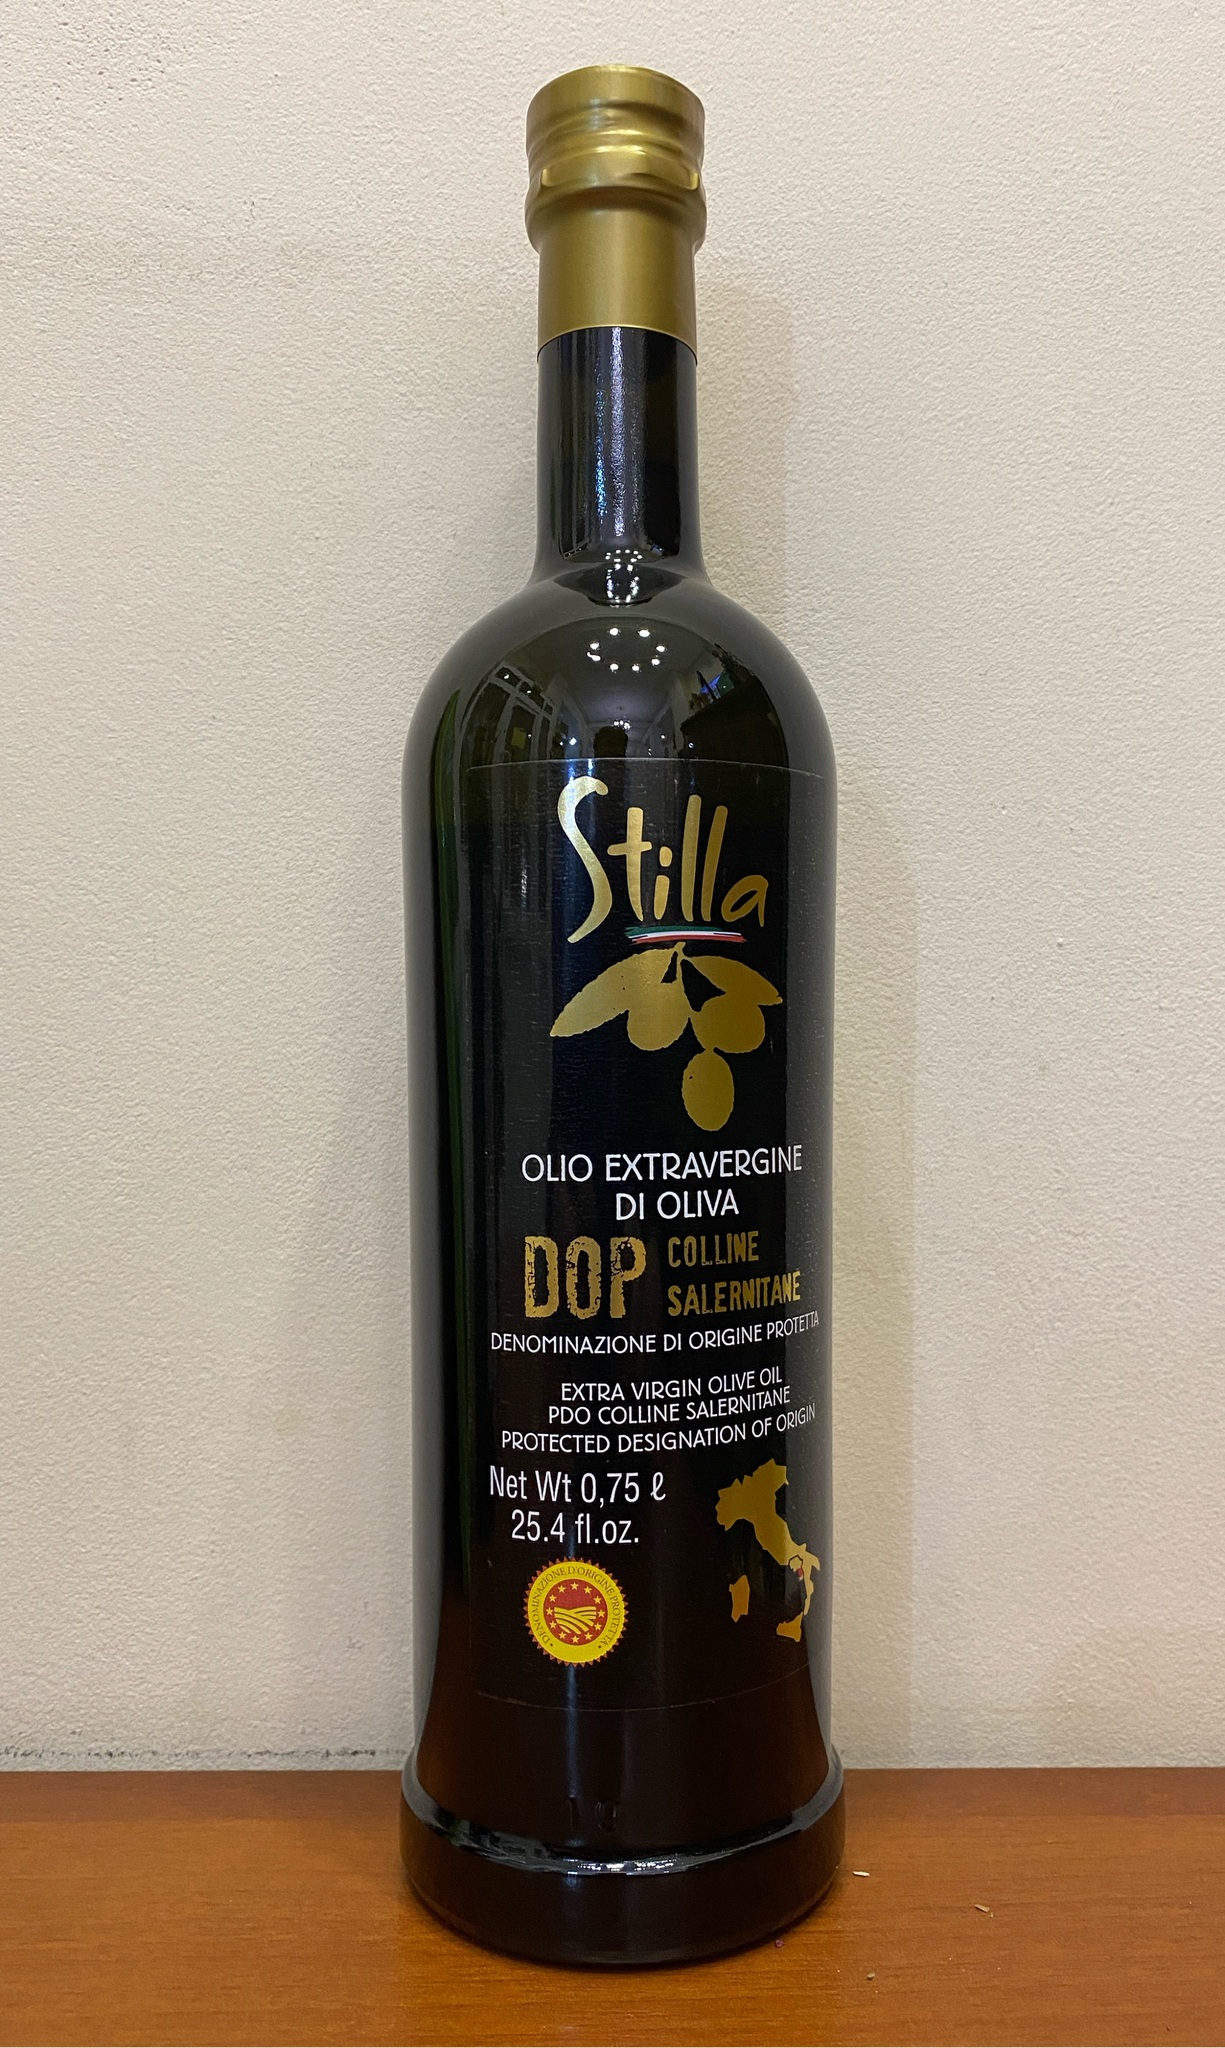 Stilla
OLIO EXTRAVERGINE
DI OLIVA
DOP COLLINE
SALERNITANE
DENOMINAZIONE DI ORIGINE PROTETTA
EXTRA VIRGIN OLIVE OIL
PDO COLLINE SALERNITANE
PROTECTED DESIGNATION OF ORIGIN
Net Wt 0,75 ℓ
25.4 fl.oz.
DENOMINAZIONE D'ORIGINE PROTETTA